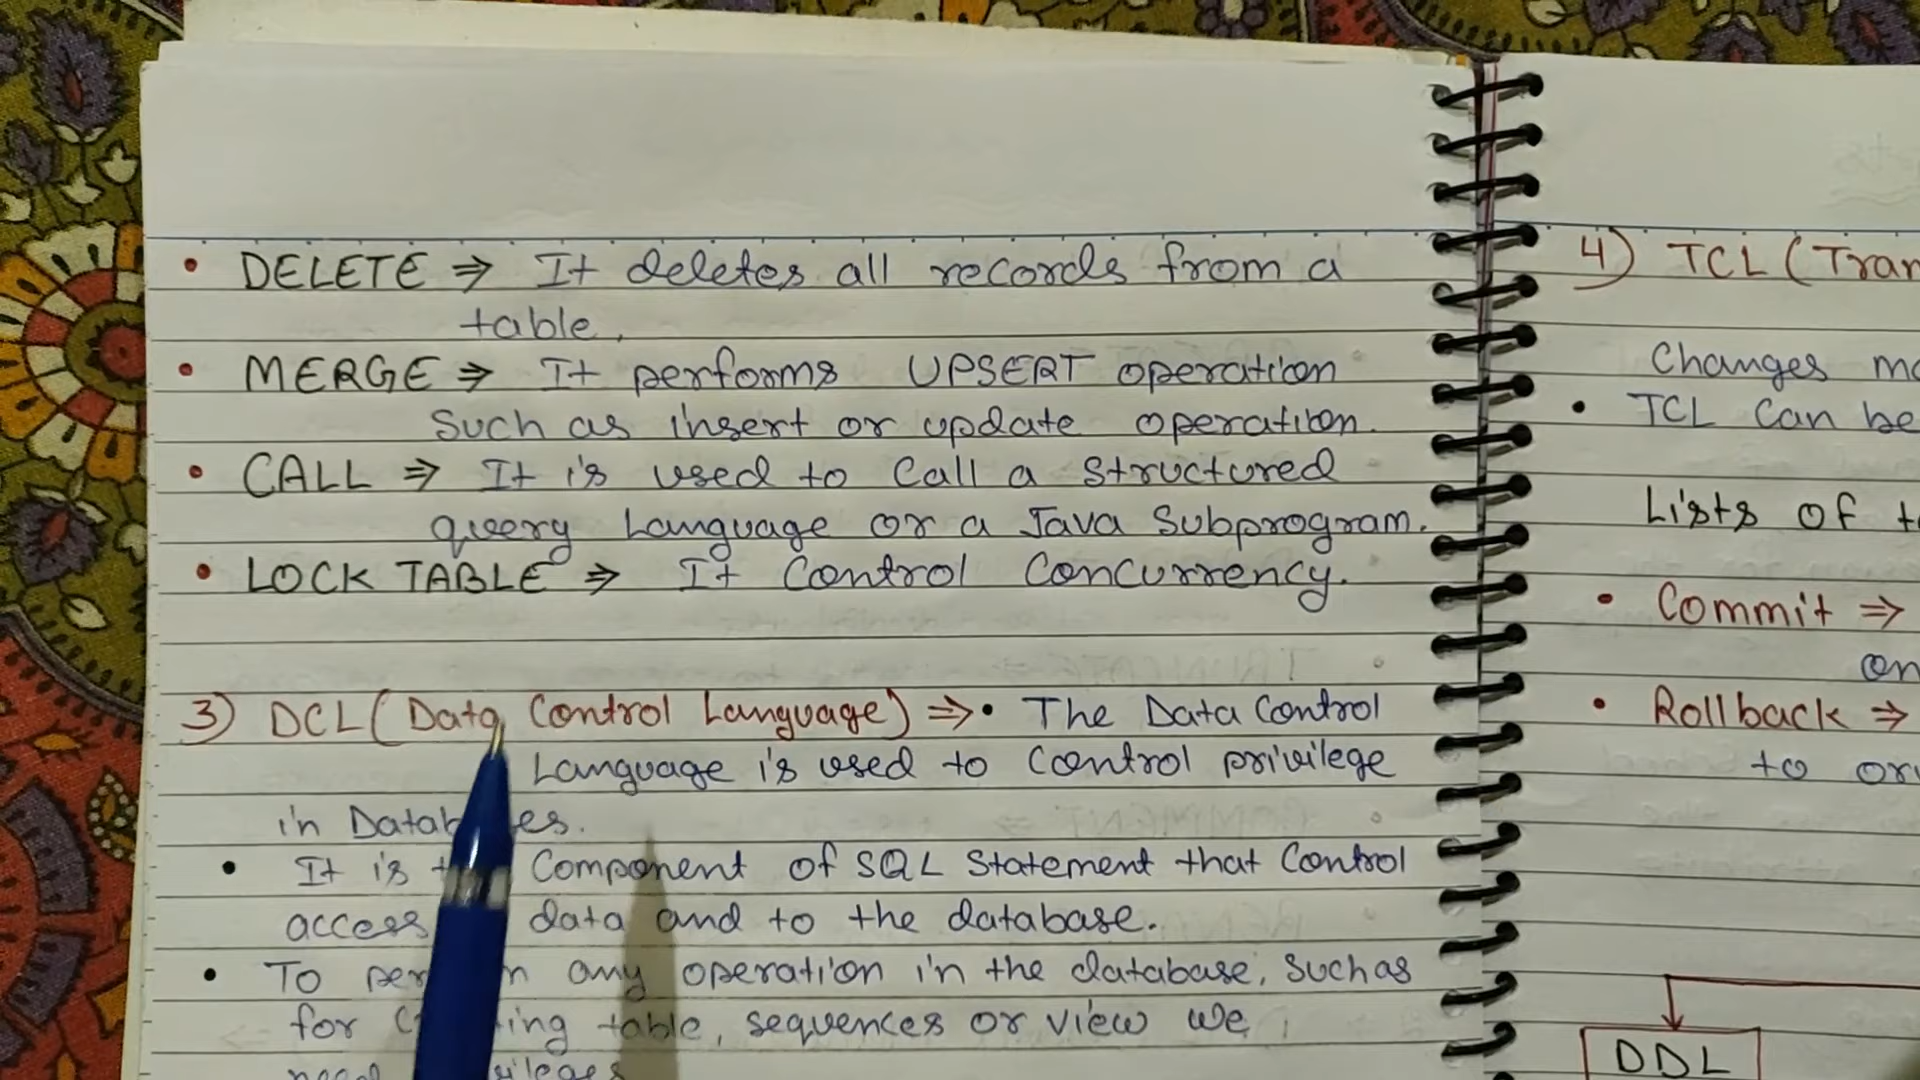 • DELETE ⇒ It deletes all records from a
table.
• MERGE ⇒ It performs UPSERT operation
Such as insert or update operation.
• CALL ⇒ It is used to Call a Structured
query Language or a Java Subprogram.
• LOCK TABLE ⇒ It Control Concurrency.
3) DCL (Data Control Language) ⇒ • The Data Control
Language is used to Control privilege
in
• It is Component of SQL Statement that Control
access data and to the database.
• To any operation in the database, Such as
for table, sequences or view we
4) TCL (
Changes
• TCL Can be
Lists of
• Commit ⇒
on
• Rollback ⇒
to
DDL